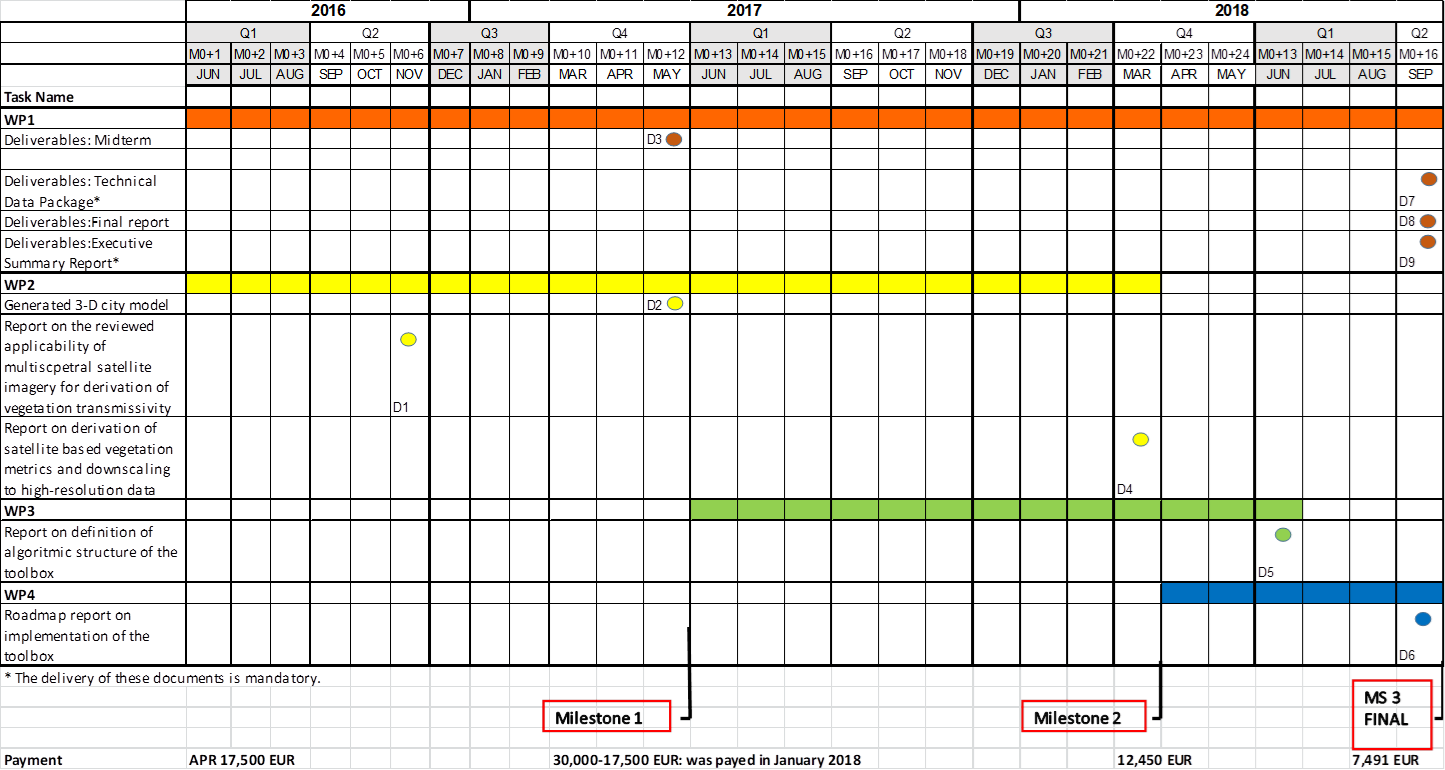 2016 2017 2018
Q1 Q2 Q3 Q4 Q1 Q2 Q3 Q4 Q1 Q2
M0+1 M0+2 M0+3 M0+4 M0+5 M0+6 M0+7 M0+8 M0+9 M0+10 M0+11 M0+12 M0+13 M0+14 M0+15 M0+16 M0+17 M0+18 M0+19 M0+20 M0+21 M0+22 M0+23 M0+24 M0+13 M0+14 M0+15 M0+16
JUN JUL AUG SEP OCT NOV DEC JAN FEB MAR APR MAY JUN JUL AUG SEP OCT NOV DEC JAN FEB MAR APR MAY JUN JUL AUG SEP
Task Name
WP1
Deliverables: Midterm D3
Deliverables: Technical
Data Package* D7
Deliverables:Final report D8
Deliverables:Executive
Summary Report* D9
WP2
Generated 3-D city model D2
Report on the reviewed
applicability of
multiscpetral satellite
imagery for derivation of
vegetation transmissivity D1
Report on derivation of
satellite based vegetation
metrics and downscaling
to high-resolution data D4
WP3
Report on definition of
algoritmic structure of the
toolbox D5
WP4
Roadmap report on
implementation of the
toolbox D6
* The delivery of these documents is mandatory.
Milestone 1 Milestone 2 MS 3
FINAL
Payment APR 17,500 EUR 30,000-17,500 EUR: was payed in January 2018 12,450 EUR 7,491 EUR